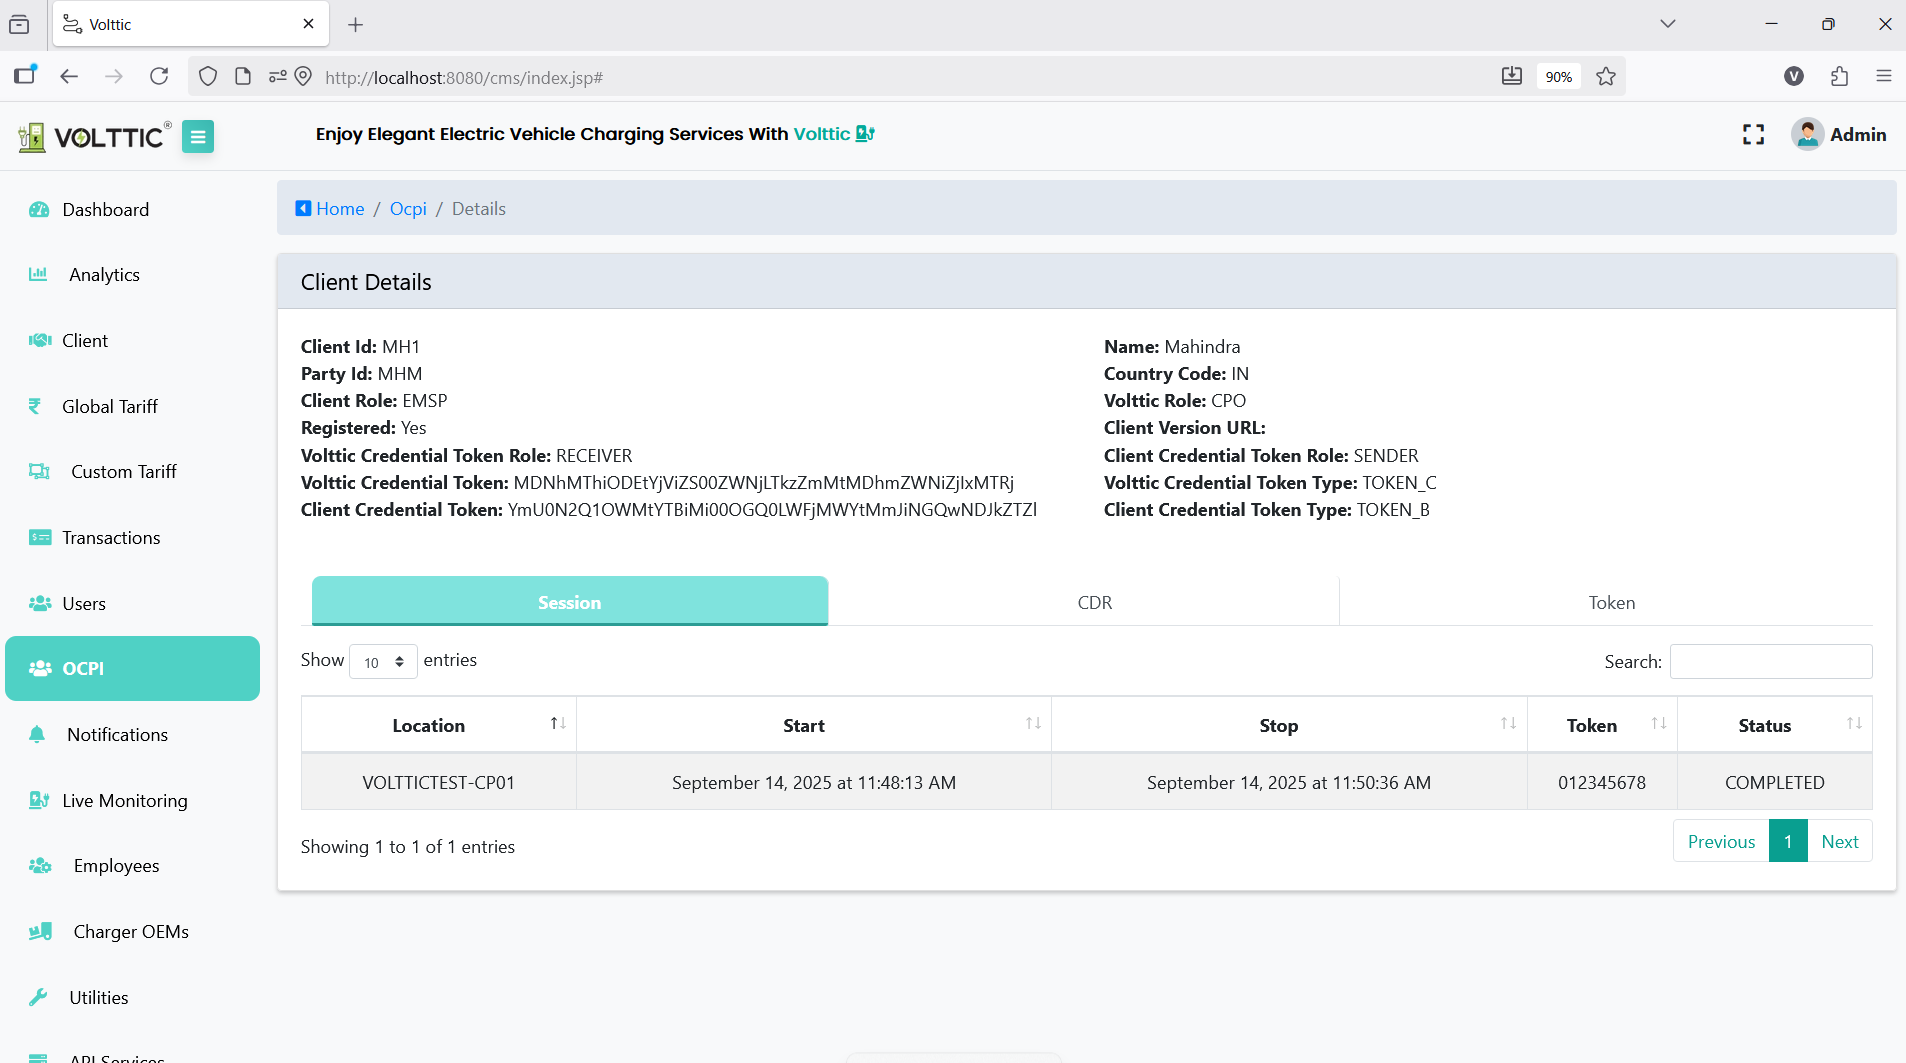 Volttic
http://localhost:8080/cms/index.jsp#
90%
V
VOLTTIC®
Enjoy Elegant Electric Vehicle Charging Services With Volttic
Admin
Dashboard
Analytics
Client
Global Tariff
Custom Tariff
Transactions
Users
OCPI
Notifications
Live Monitoring
Employees
Charger OEMs
Utilities
API Services
Home / Ocpi / Details
Client Details
Client Id: MH1
Party Id: MHM
Client Role: EMSP
Registered: Yes
Volttic Credential Token Role: RECEIVER
Volttic Credential Token: MDNhMThiODEtYjViZS00ZWNjLTkzZmMtMDhmZWNiZjIxMTRj
Client Credential Token: YmU0N2Q1OWMtYTBiMi00OGQ0LWFjMWYtMmJiNGQwNDJkZTZl
Name: Mahindra
Country Code: IN
Volttic Role: CPO
Client Version URL:
Client Credential Token Role: SENDER
Volttic Credential Token Type: TOKEN_C
Client Credential Token Type: TOKEN_B
Session CDR Token
Show 10 entries
Search:
Location Start Stop Token Status
VOLTTICTEST-CP01 September 14, 2025 at 11:48:13 AM September 14, 2025 at 11:50:36 AM 012345678 COMPLETED
Showing 1 to 1 of 1 entries
Previous 1 Next